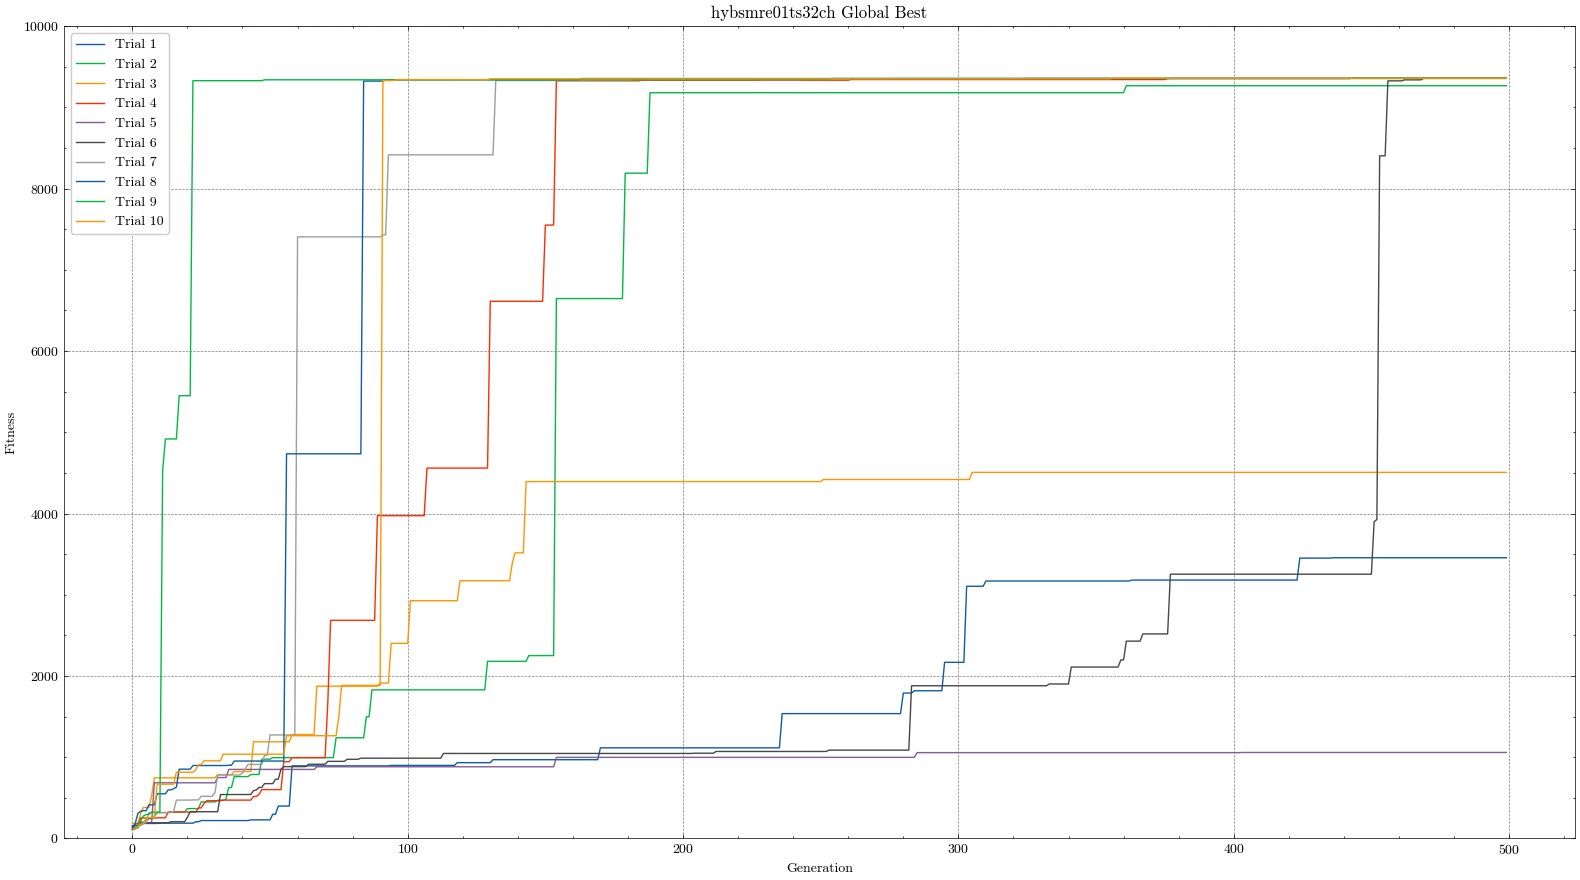 hybsmre01ts32ch Global Best
Trial 1
Trial 2
Trial 3
Trial 4
Trial 5
Trial 6
Trial 7
Trial 8
Trial 9
Trial 10
10000
8000
6000
4000
2000
0
Fitness
0 100 200 300 400 500
Generation